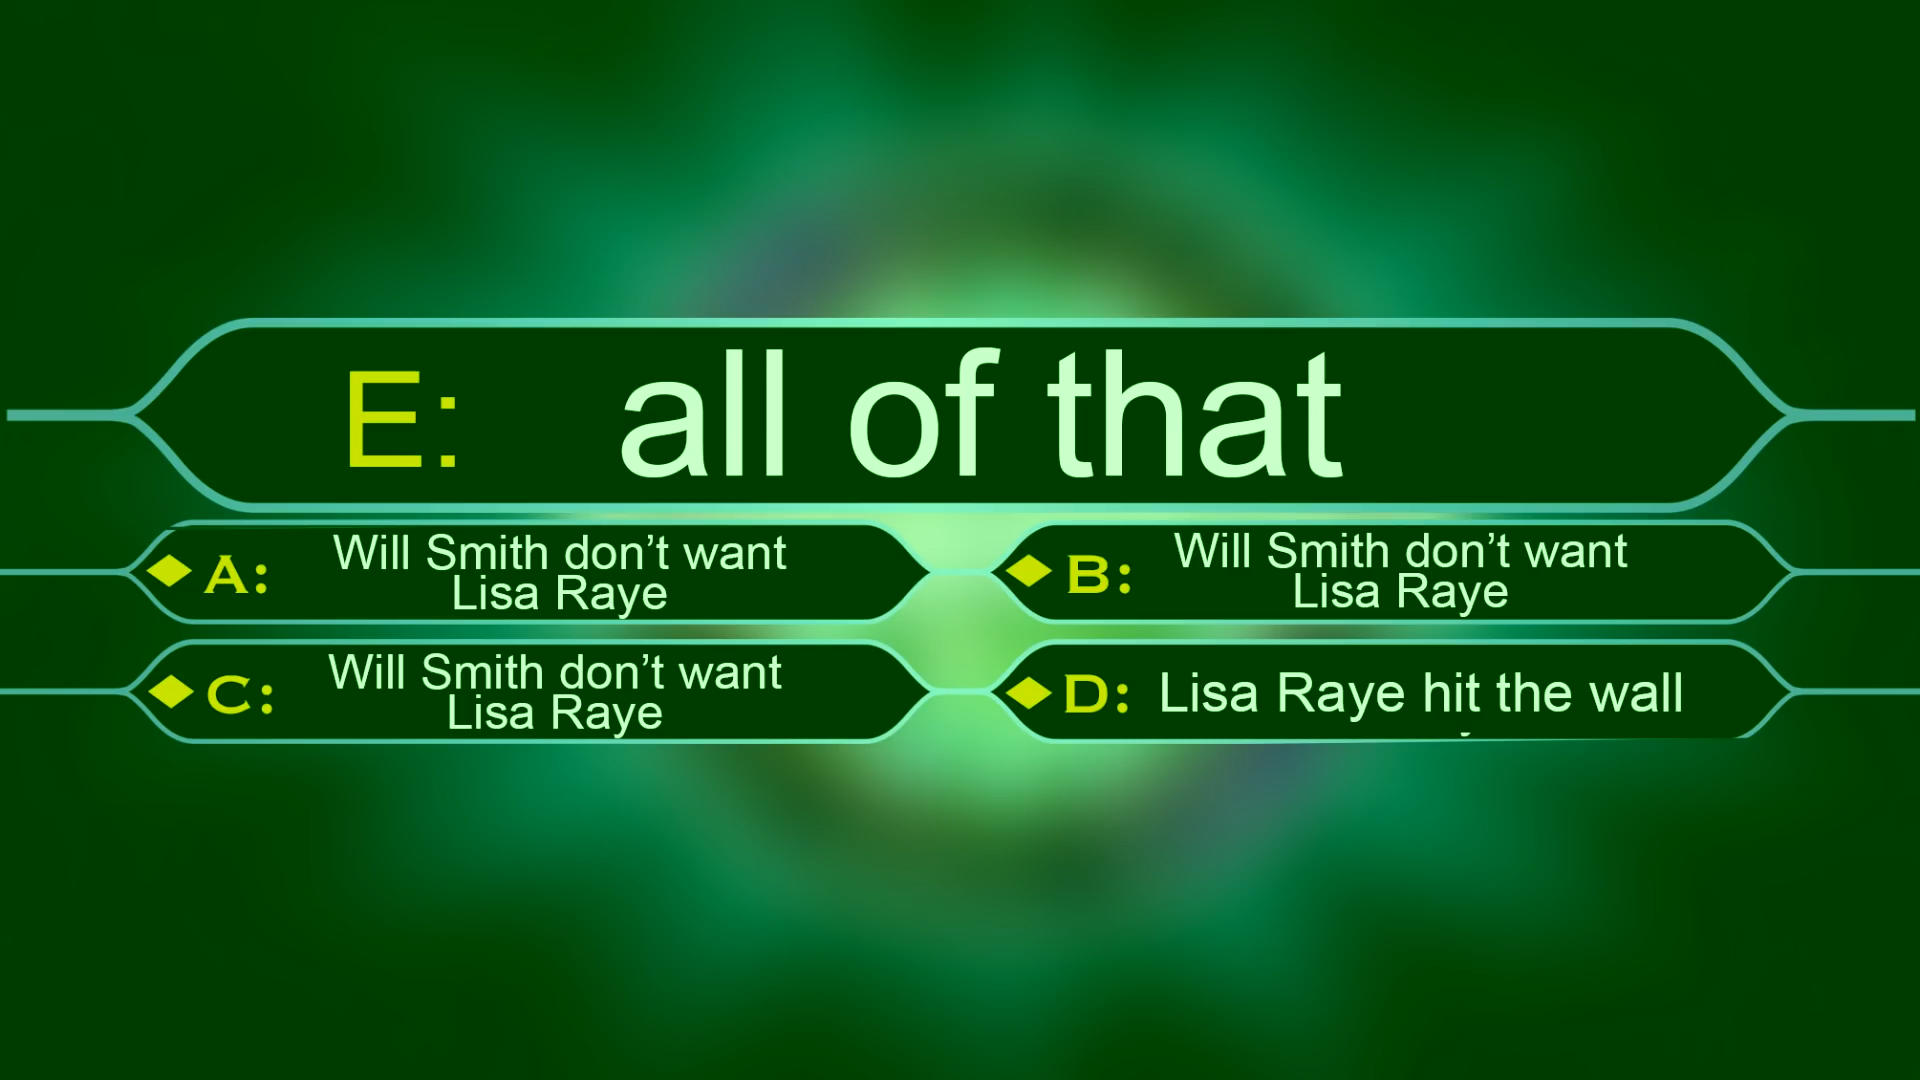 E: all of that
A: Will Smith don’t want
Lisa Raye
B: Will Smith don’t want
Lisa Raye
C: Will Smith don’t want
Lisa Raye
D: Lisa Raye hit the wall